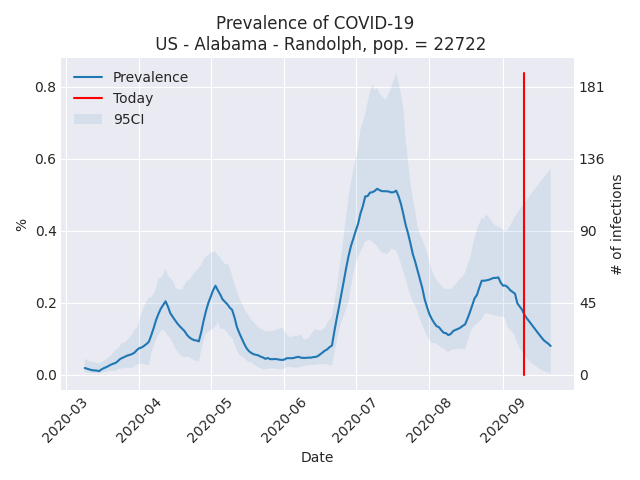 Prevalence of COVID-19
US - Alabama - Randolph, pop. = 22722
Prevalence
Today
95CI
0.8
0.6
0.4
0.2
0.0
%
181
136
90
45
0
# of infections
2020-03
2020-04
2020-05
2020-06
2020-07
2020-08
2020-09
Date